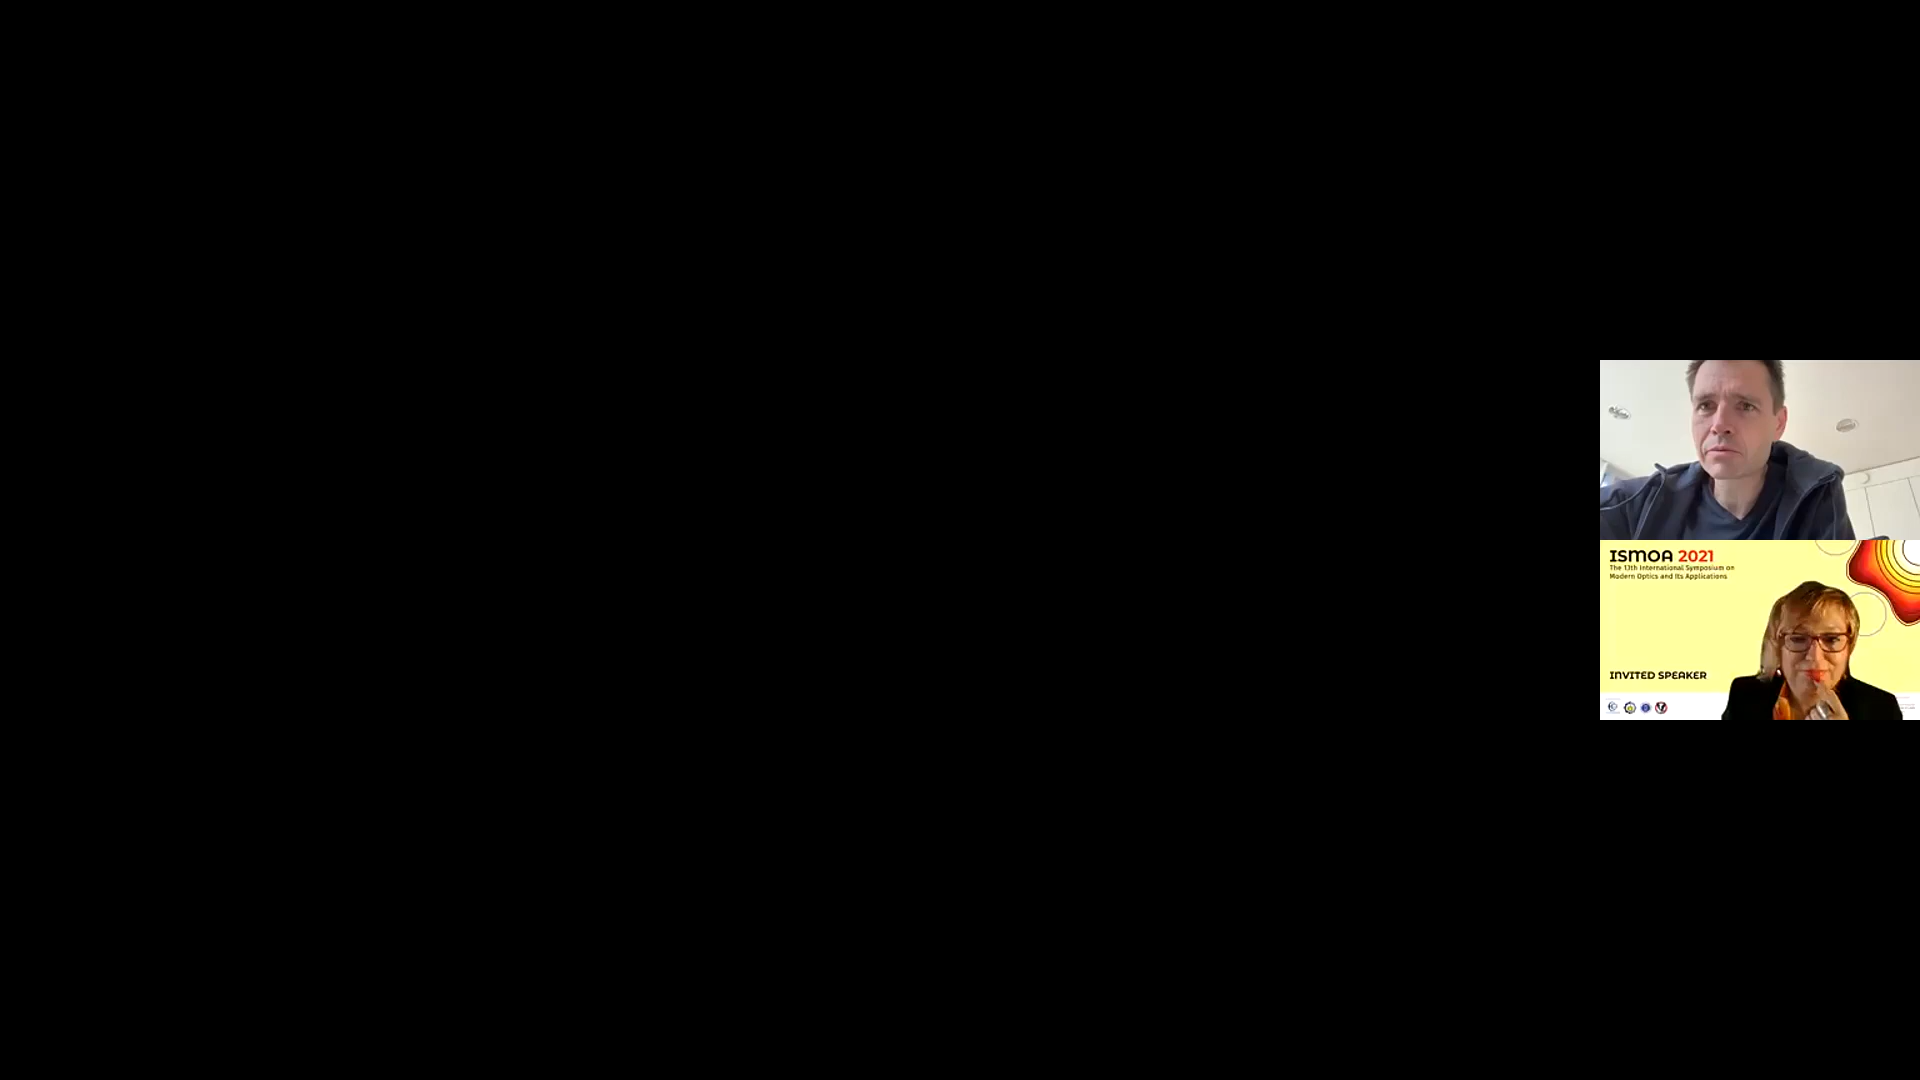 ISMOA 2021
The 13th International Symposium on
Modern Optics and Its Applications
INVITED SPEAKER